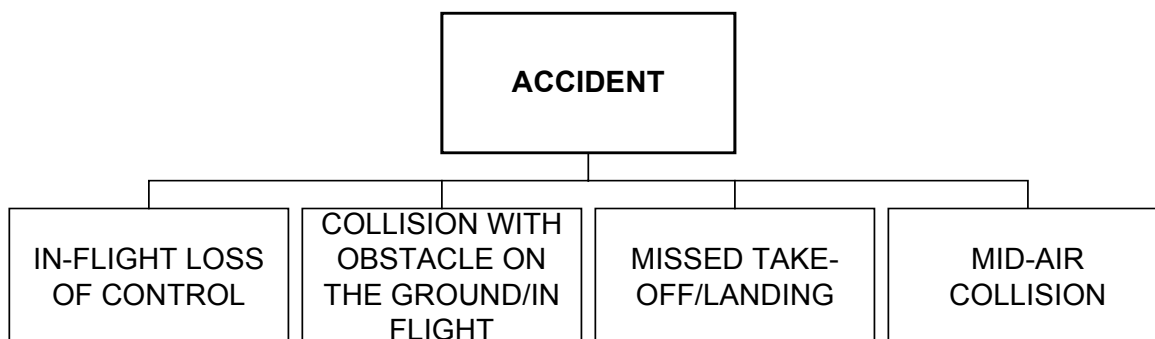 ACCIDENT
IN-FLIGHT LOSS
OF CONTROL
COLLISION WITH
OBSTACLE ON
THE GROUND/IN
FLIGHT
MISSED TAKE-
OFF/LANDING
MID-AIR
COLLISION